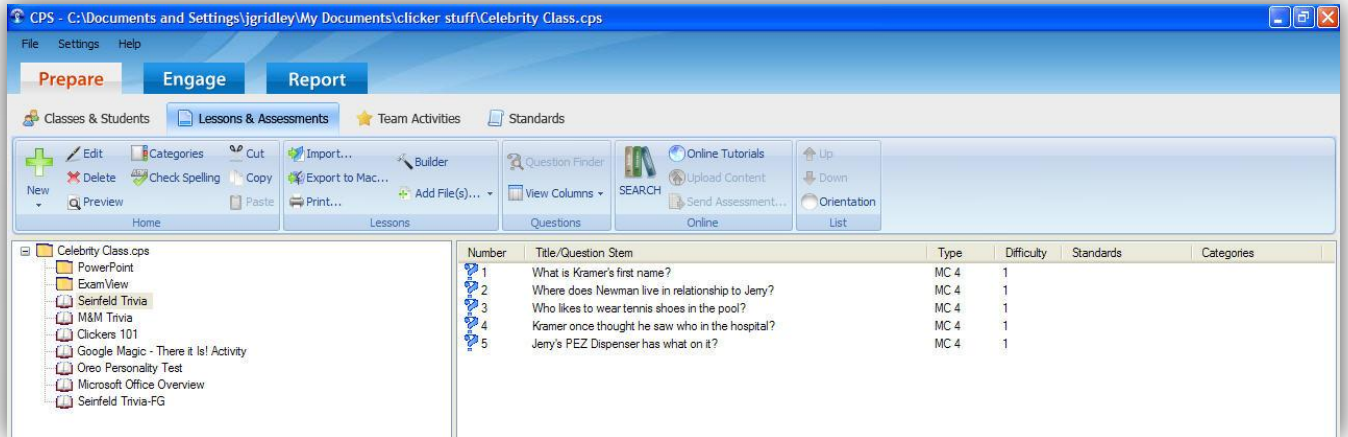 CPS - C:\Documents and Settings\jgridley\My Documents\clicker stuff\Celebrity Class.cps
File Settings Help
Prepare Engage Report
Classes & Students Lessons & Assessments Team Activities Standards
Edit Categories Cut Import... Builder Question Finder Online Tutorials Up
Delete Check Spelling Copy Export to Mac... Add File(s)... View Columns Upload Content Down
New Preview Paste Print... SEARCH Send Assessment... Orientation
Home Lessons Questions Online List
Celebrity Class.cps
PowerPoint
ExamView
Seinfeld Trivia
M&M Trivia
Clickers 101
Google Magic - There it Is! Activity
Oreo Personality Test
Microsoft Office Overview
Seinfeld Trivia-FG
Number Title/Question Stem Type Difficulty Standards Categories
1 What is Kramer's first name? MC 4 1
2 Where does Newman live in relationship to Jerry? MC 4 1
3 Who likes to wear tennis shoes in the pool? MC 4 1
4 Kramer once thought he saw who in the hospital? MC 4 1
5 Jerry's PEZ Dispenser has what on it? MC 4 1